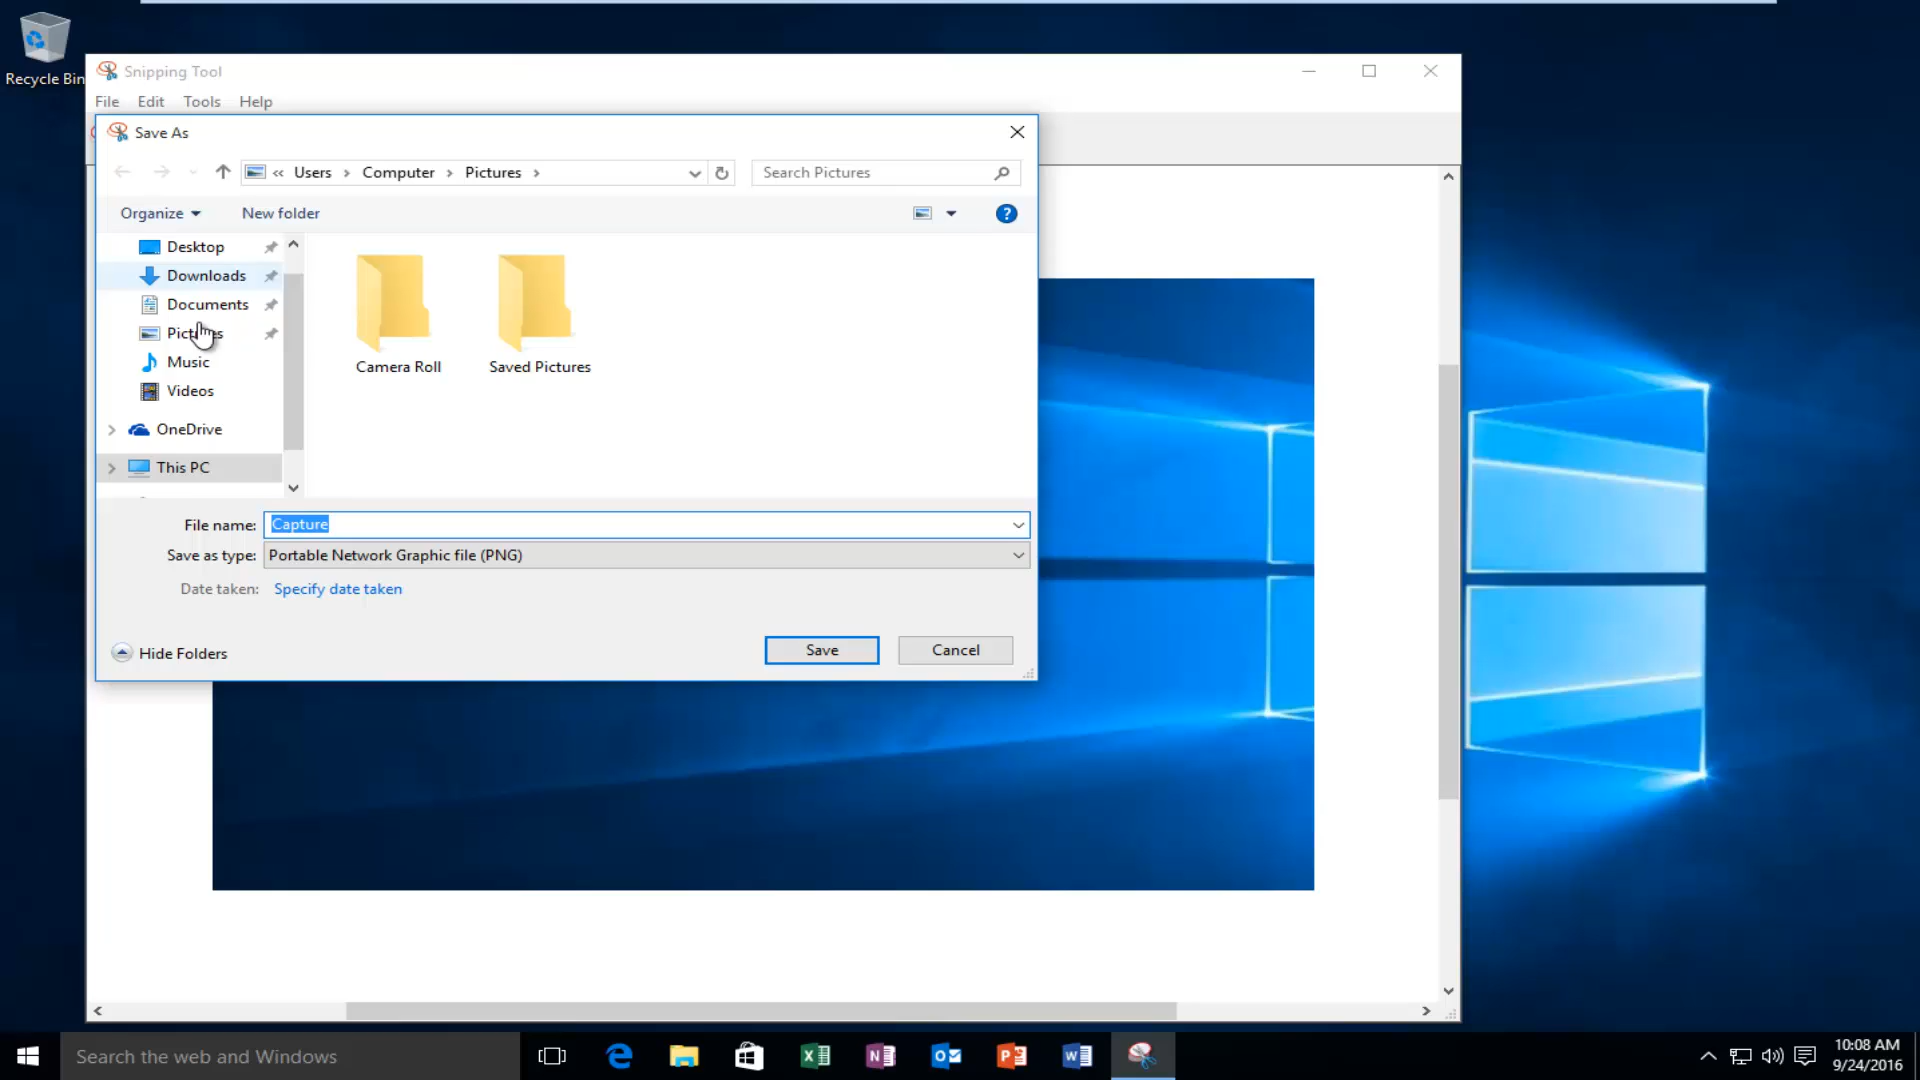 Recycle Bin
Snipping Tool
File Edit Tools Help
Save As
« Users › Computer › Pictures ›
Search Pictures
Organize
New folder
?
Desktop
Downloads
Documents
Pictures
Music
Videos
OneDrive
This PC
Camera Roll
Saved Pictures
File name: Capture
Save as type: Portable Network Graphic file (PNG)
Date taken: Specify date taken
Hide Folders
Save
Cancel
Search the web and Windows
10:08 AM
9/24/2016